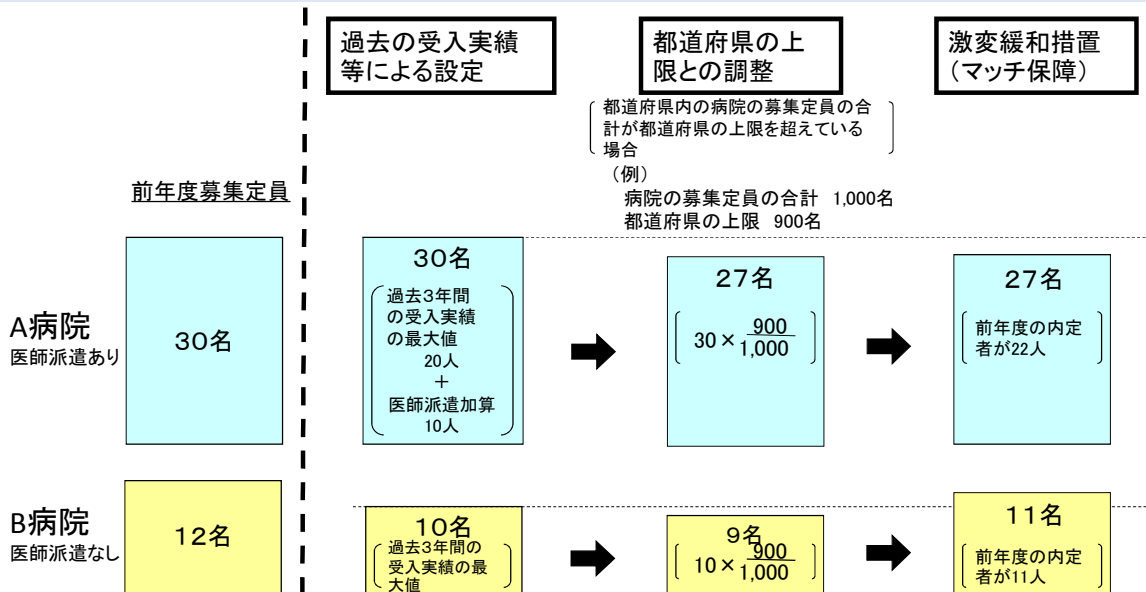 過去の受入実績
等による設定
都道府県の上
限との調整
激変緩和措置
(マッチ保障)
都道府県内の病院の募集定員の合
計が都道府県の上限を超えている
場合
(例)
病院の募集定員の合計 1,000名
都道府県の上限 900名
前年度募集定員
A病院
医師派遣あり
30名
30名
過去3年間
の受入実績
の最大値
20人
+
医師派遣加算
10人
27名
30×900
1,000
27名
前年度の内定
者が22人
B病院
医師派遣なし
12名
10名
過去3年間の
受入実績の最
大値
9名
10×900
1,000
11名
前年度の内定
者が11人